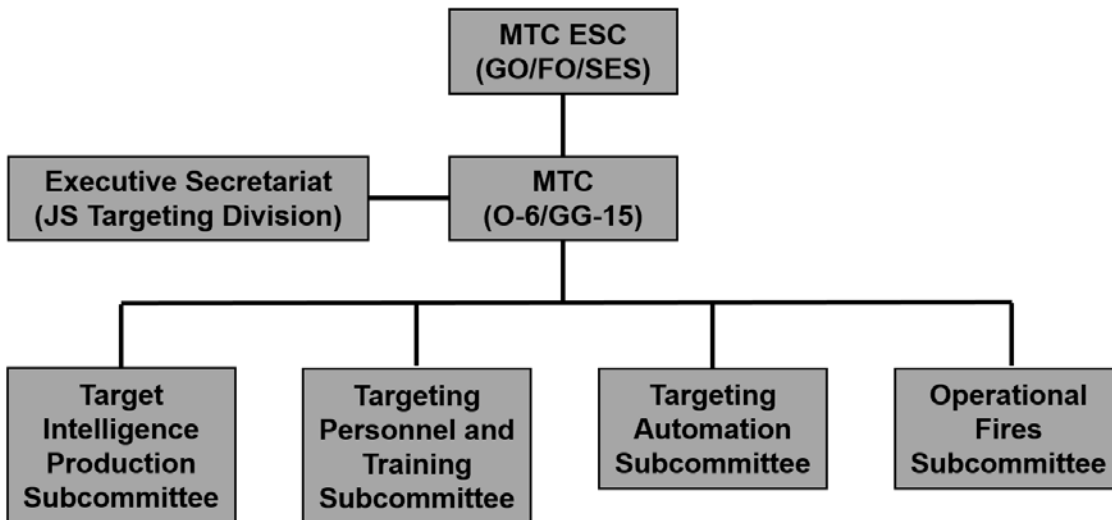 MTC ESC
(GO/FO/SES)
Executive Secretariat
(JS Targeting Division)
MTC
(O-6/GG-15)
Target
Intelligence
Production
Subcommittee
Targeting
Personnel and
Training
Subcommittee
Targeting
Automation
Subcommittee
Operational
Fires
Subcommittee